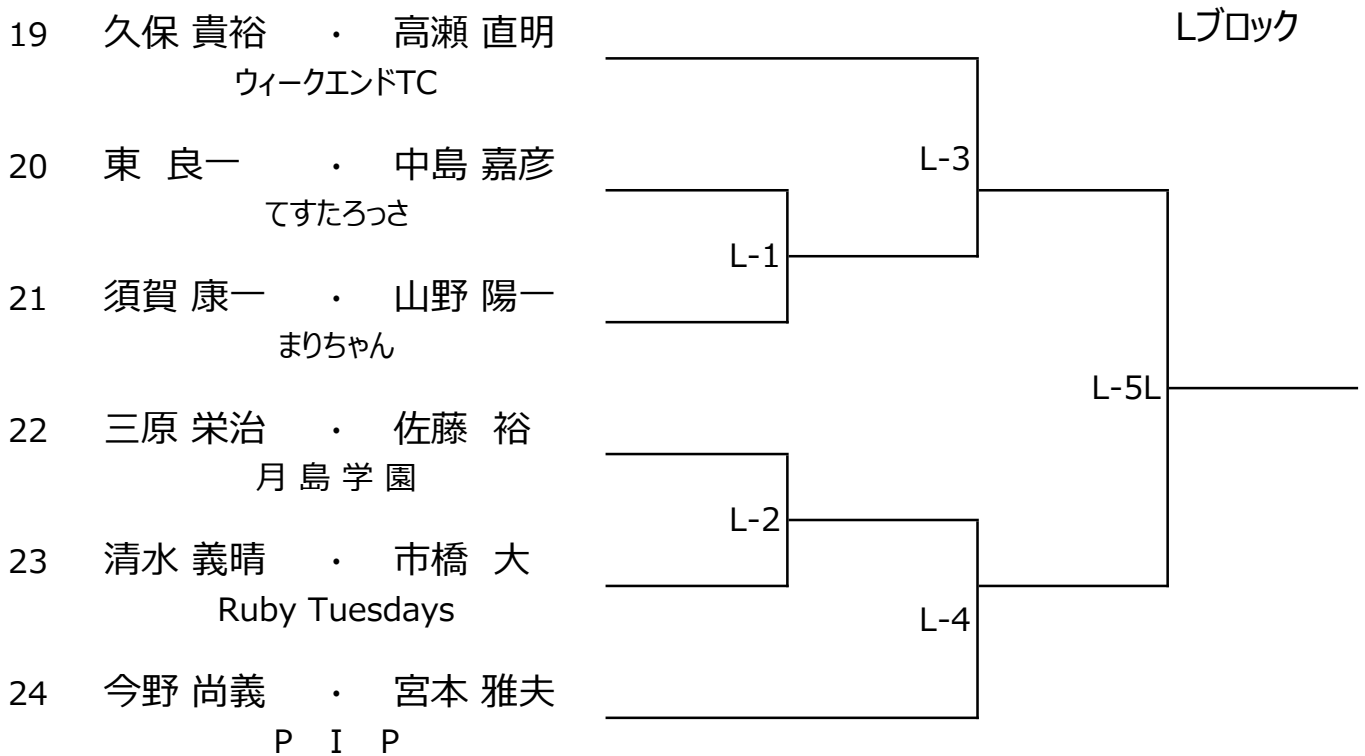 Lブロック
19 久保 貴裕 ・ 高瀬 直明
ウィークエンドTC
20 東 良一 ・ 中島 嘉彦
てすたろっさ
21 須賀 康一 ・ 山野 陽一
まりちゃん
22 三原 栄治 ・ 佐藤 裕
月 島 学 園
23 清水 義晴 ・ 市橋 大
Ruby Tuesdays
24 今野 尚義 ・ 宮本 雅夫
P I P
L-1
L-2
L-3
L-4
L-5L